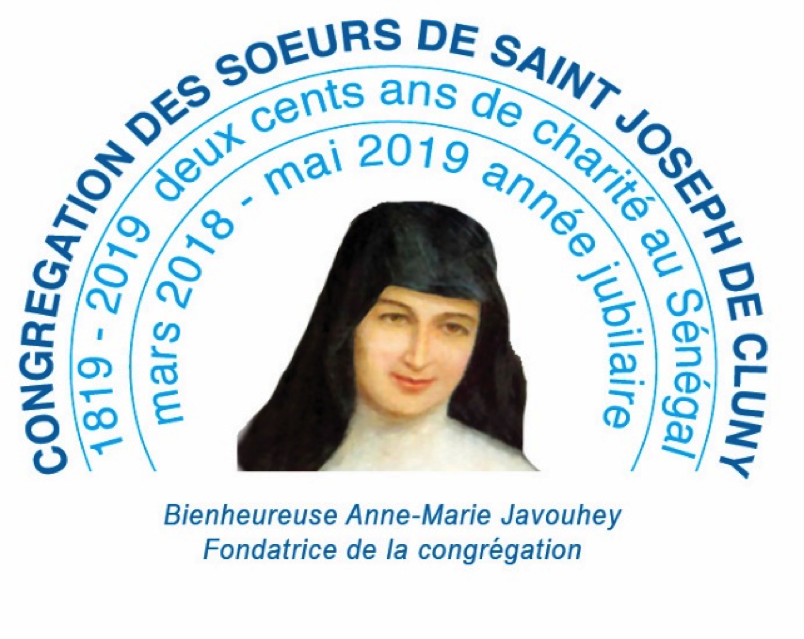 CONGREGATION DES SOEURS DE SAINT JOSEPH DE CLUNY
1819 - 2019 deux cents ans de charité au Sénégal
mars 2018 - mai 2019 année jubilaire
Bienheureuse Anne-Marie Javouhey
Fondatrice de la congrégation